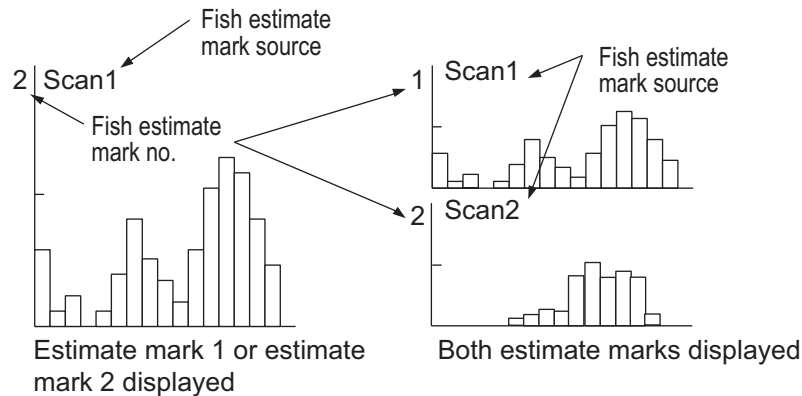 Fish estimate
mark source
2 Scan1
Fish estimate
mark no.
Estimate mark 1 or estimate
mark 2 displayed
1 Scan1
Fish estimate
mark source
2 Scan2
Both estimate marks displayed